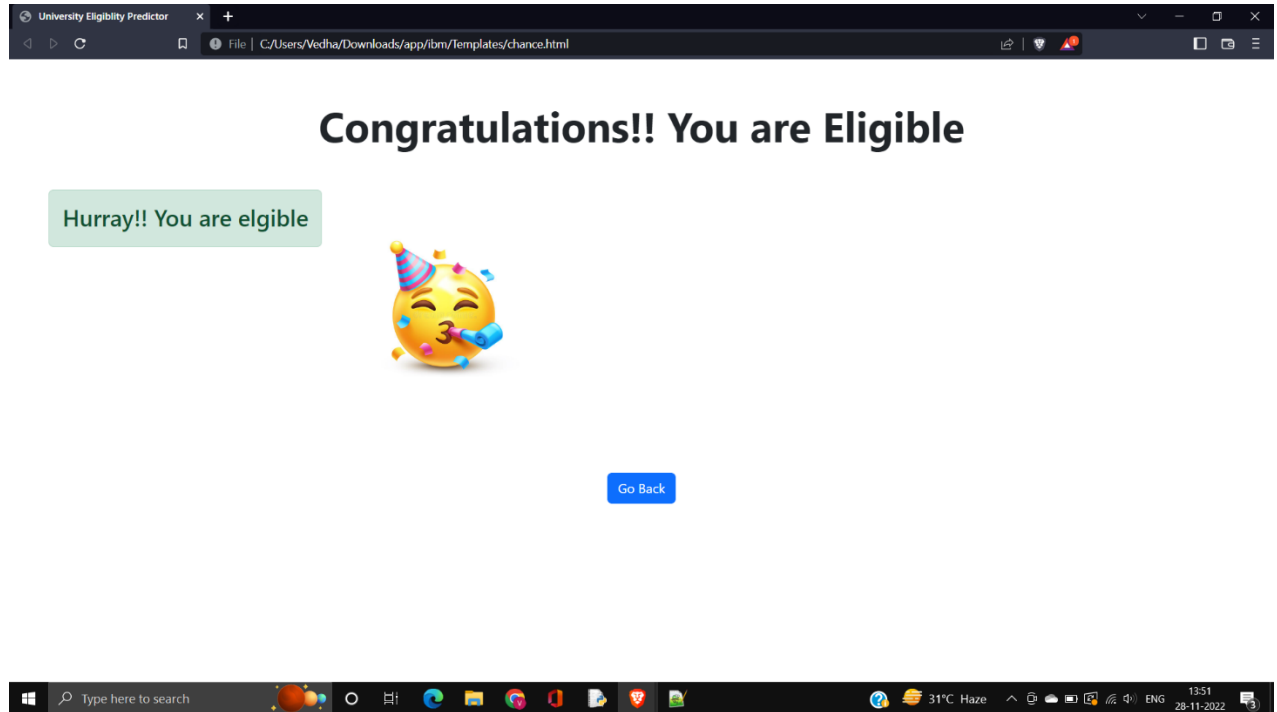 University Eligiblity Predictor
File | C:/Users/Vedha/Downloads/app/ibm/Templates/chance.html
Congratulations!! You are Eligible
Hurray!! You are elgible
Go Back
Type here to search
31°C Haze
ENG
13:51
28-11-2022
3